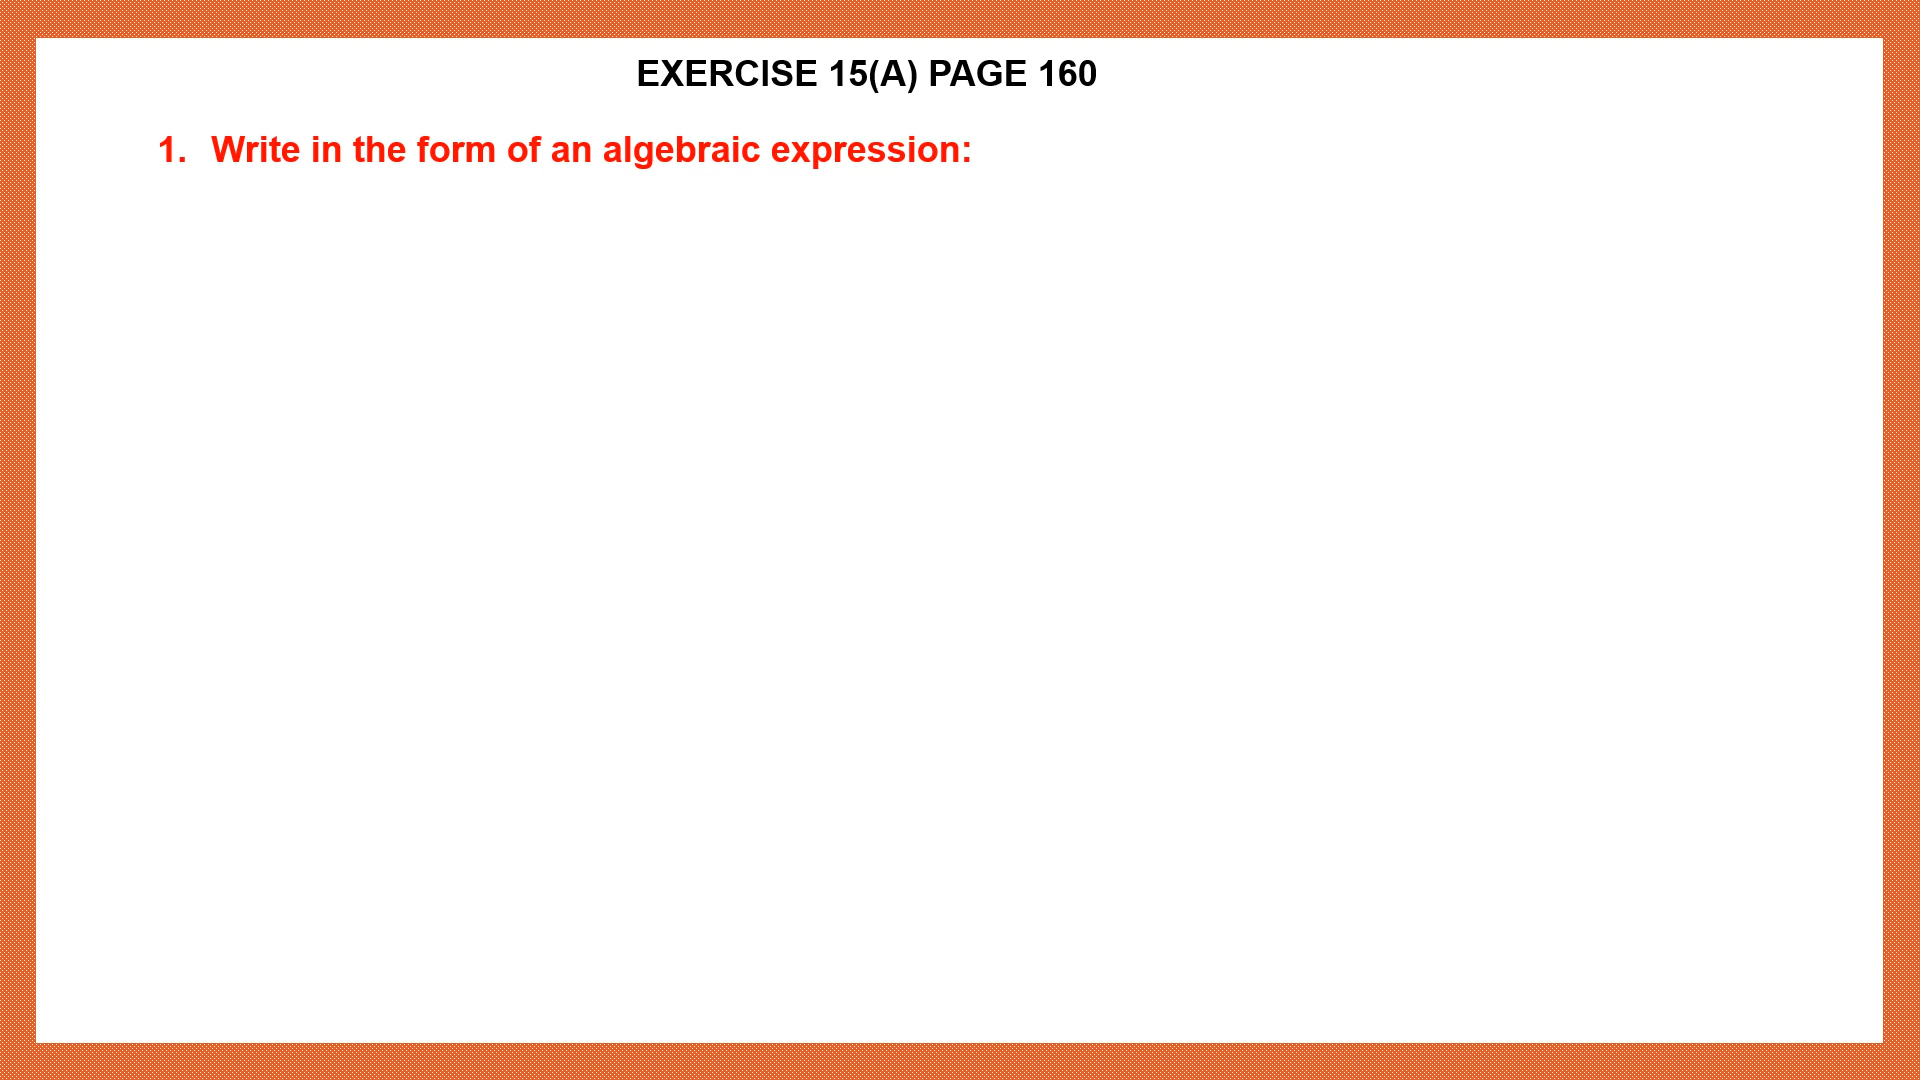 EXERCISE 15(A) PAGE 160
1. Write in the form of an algebraic expression: